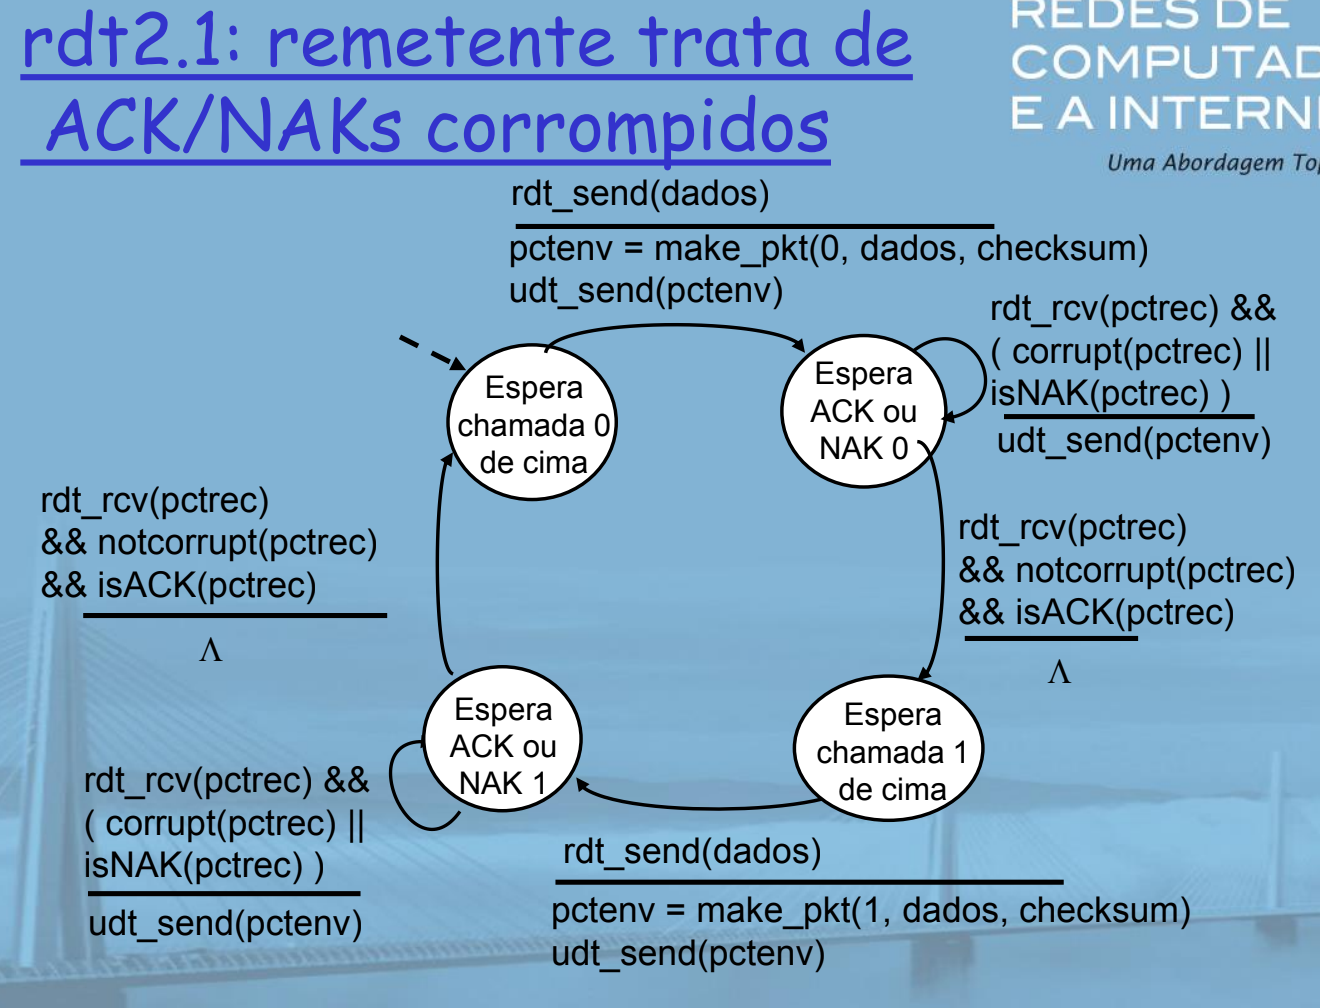 rdt2.1: remetente trata de
ACK/NAKs corrompidos
REDES DE
COMPUTAD
E A INTERN
Uma Abordagem To
rdt_send(dados)
pctenv = make_pkt(0, dados, checksum)
udt_send(pctenv)
rdt_rcv(pctrec) &&
( corrupt(pctrec) ||
isNAK(pctrec) )
udt_send(pctenv)
Espera
chamada 0
de cima
Espera
ACK ou
NAK 0
rdt_rcv(pctrec)
&& notcorrupt(pctrec)
&& isACK(pctrec)
Λ
rdt_rcv(pctrec)
&& notcorrupt(pctrec)
&& isACK(pctrec)
Λ
Espera
ACK ou
NAK 1
Espera
chamada 1
de cima
rdt_rcv(pctrec) &&
( corrupt(pctrec) ||
isNAK(pctrec) )
udt_send(pctenv)
rdt_send(dados)
pctenv = make_pkt(1, dados, checksum)
udt_send(pctenv)